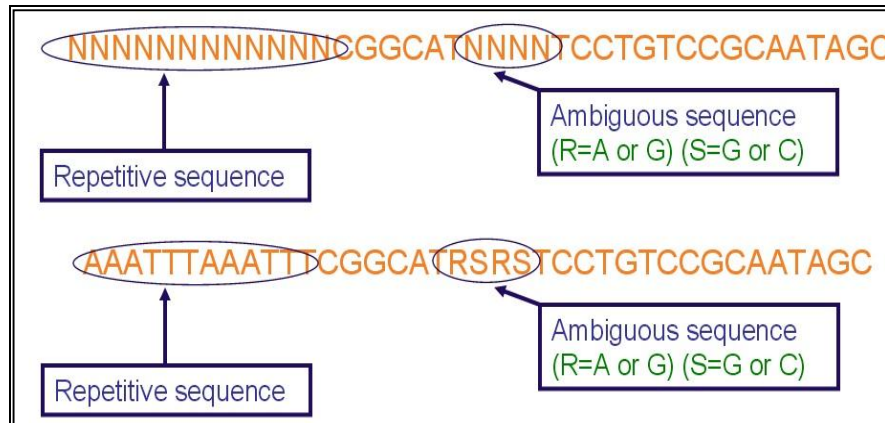 NNNNNNNNNNNNCGGCATNNNNTCCTGTCCGCAATAGC
Ambiguous sequence
(R=A or G) (S=G or C)
Repetitive sequence
AAATTTAAATTTCGGCATRSRSTCCTGTCCGCAATAGC
Ambiguous sequence
(R=A or G) (S=G or C)
Repetitive sequence